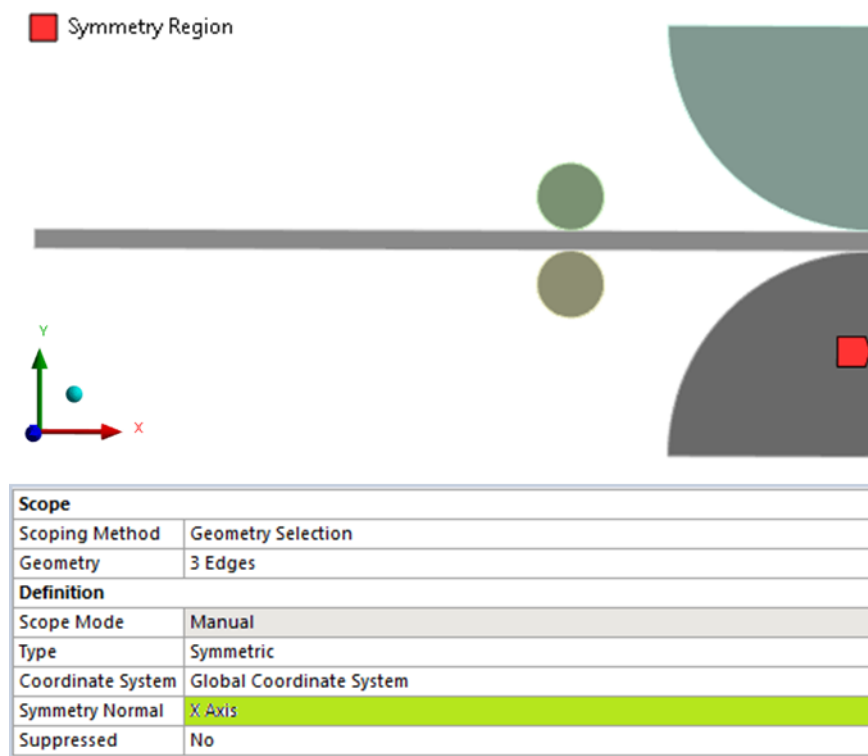 Symmetry Region
Y
X
Scope
Scoping Method Geometry Selection
Geometry 3 Edges
Definition
Scope Mode Manual
Type Symmetric
Coordinate System Global Coordinate System
Symmetry Normal X Axis
Suppressed No